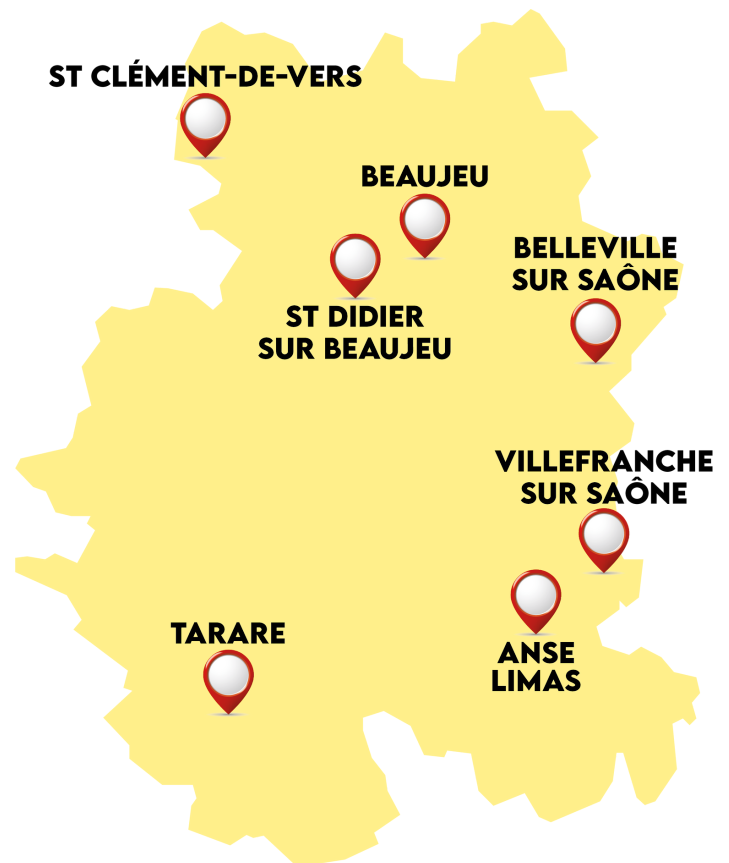 ST CLÉMENT-DE-VERS
BEAUJEU
BELLEVILLE
SUR SAÔNE
ST DIDIER
SUR BEAUJEU
VILLEFRANCHE
SUR SAÔNE
TARARE
ANSE
LIMAS